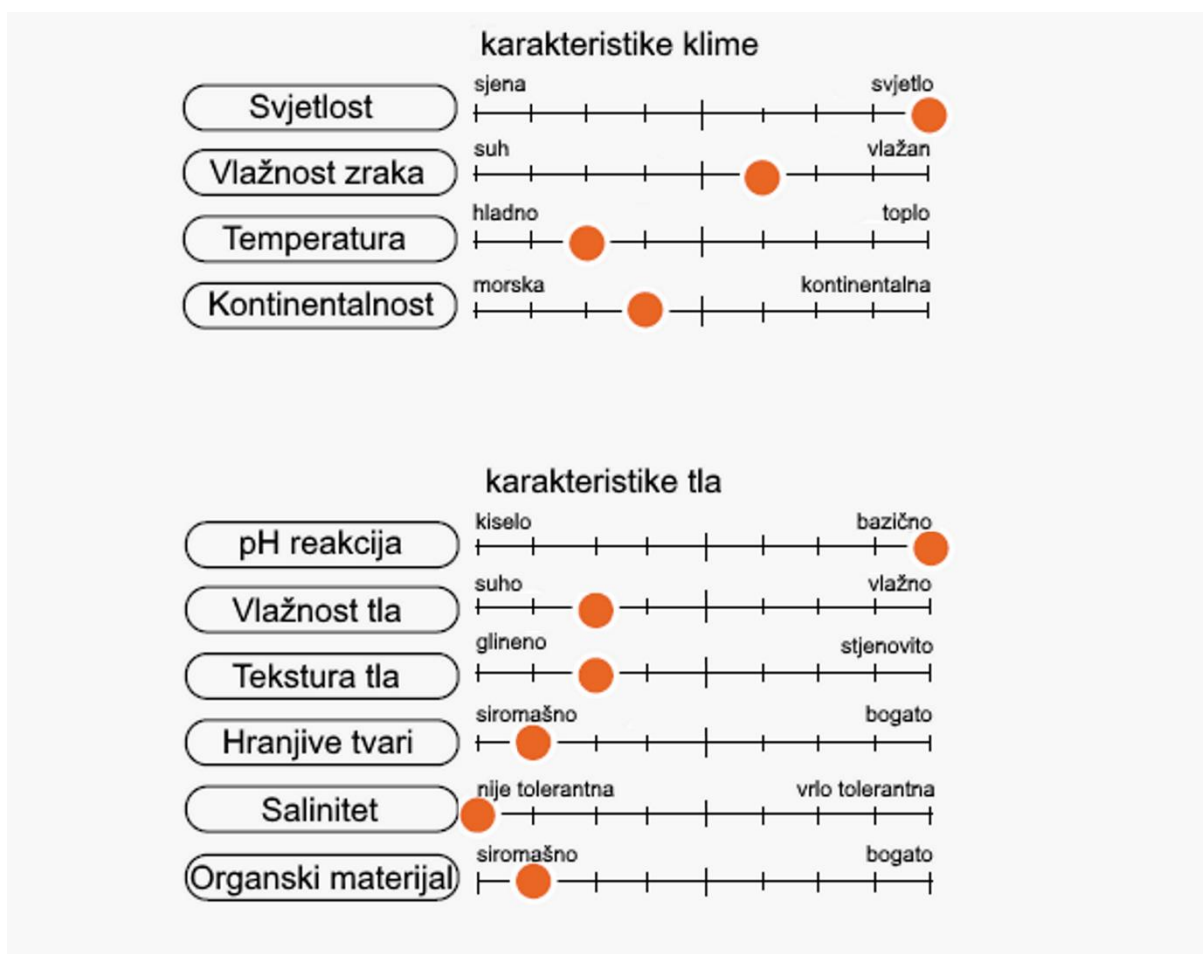 karakteristike klime
Svjetlost
sjena svjetlo
Vlažnost zraka
suh vlažan
Temperatura
hladno toplo
Kontinentalnost
morska kontinentalna
karakteristike tla
pH reakcija
kiselo bazično
Vlažnost tla
suho vlažno
Tekstura tla
glineno stjenovito
Hranjive tvari
siromašno bogato
Salinitet
nije tolerantna vrlo tolerantna
Organski materijal
siromašno bogato